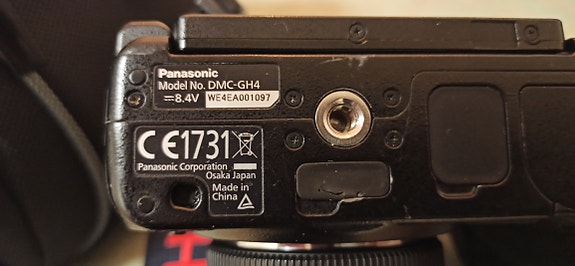 Panasonic
Model No. DMC-GH4
⎓8.4V WE4EA001097
CE1731
Panasonic Corporation
Osaka Japan
Made in
China